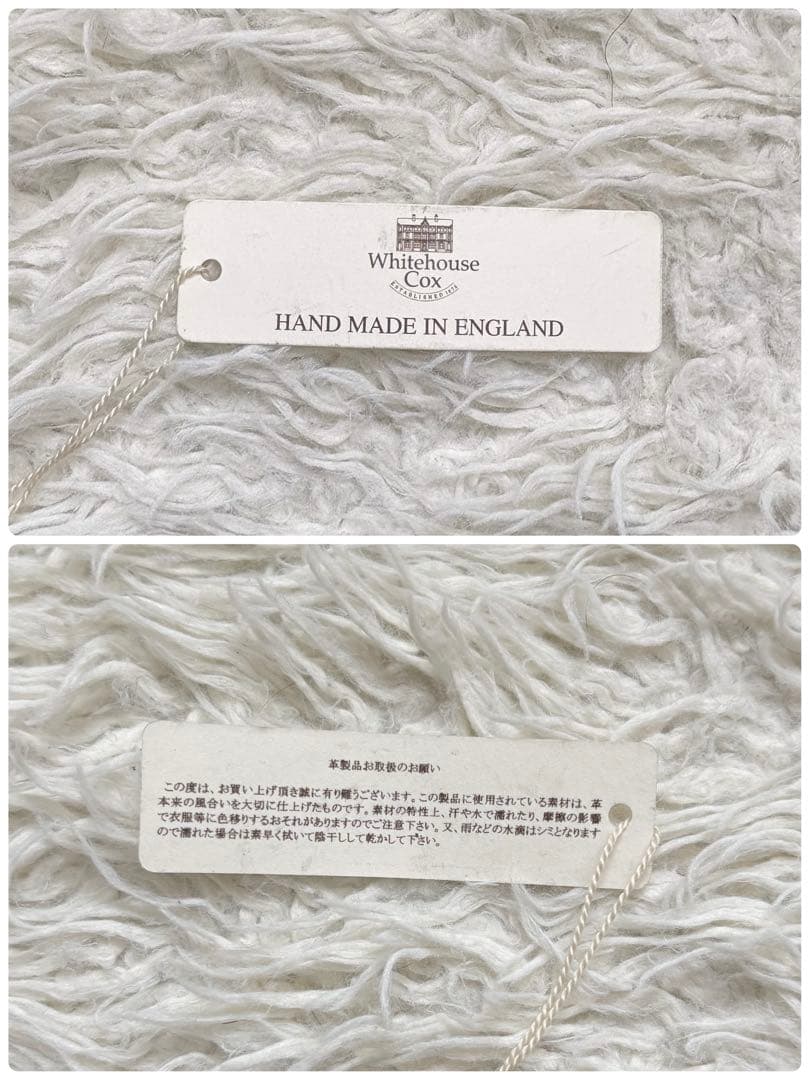 Whitehouse
Cox
ESTABLISHED 1875
HAND MADE IN ENGLAND
革製品お取扱のお願い
この度は、お買い上げ頂き誠に有り難うございます。この製品に使用されている素材は、革
本来の風合いを大切に仕上げたものです。素材の特性上、汗や水で濡れたり、摩擦の影響
で衣服等に色移りするおそれがありますのでご注意下さい。又、雨などの水滴はシミとなります
ので濡れた場合は素早く拭いて陰干しして乾かして下さい。